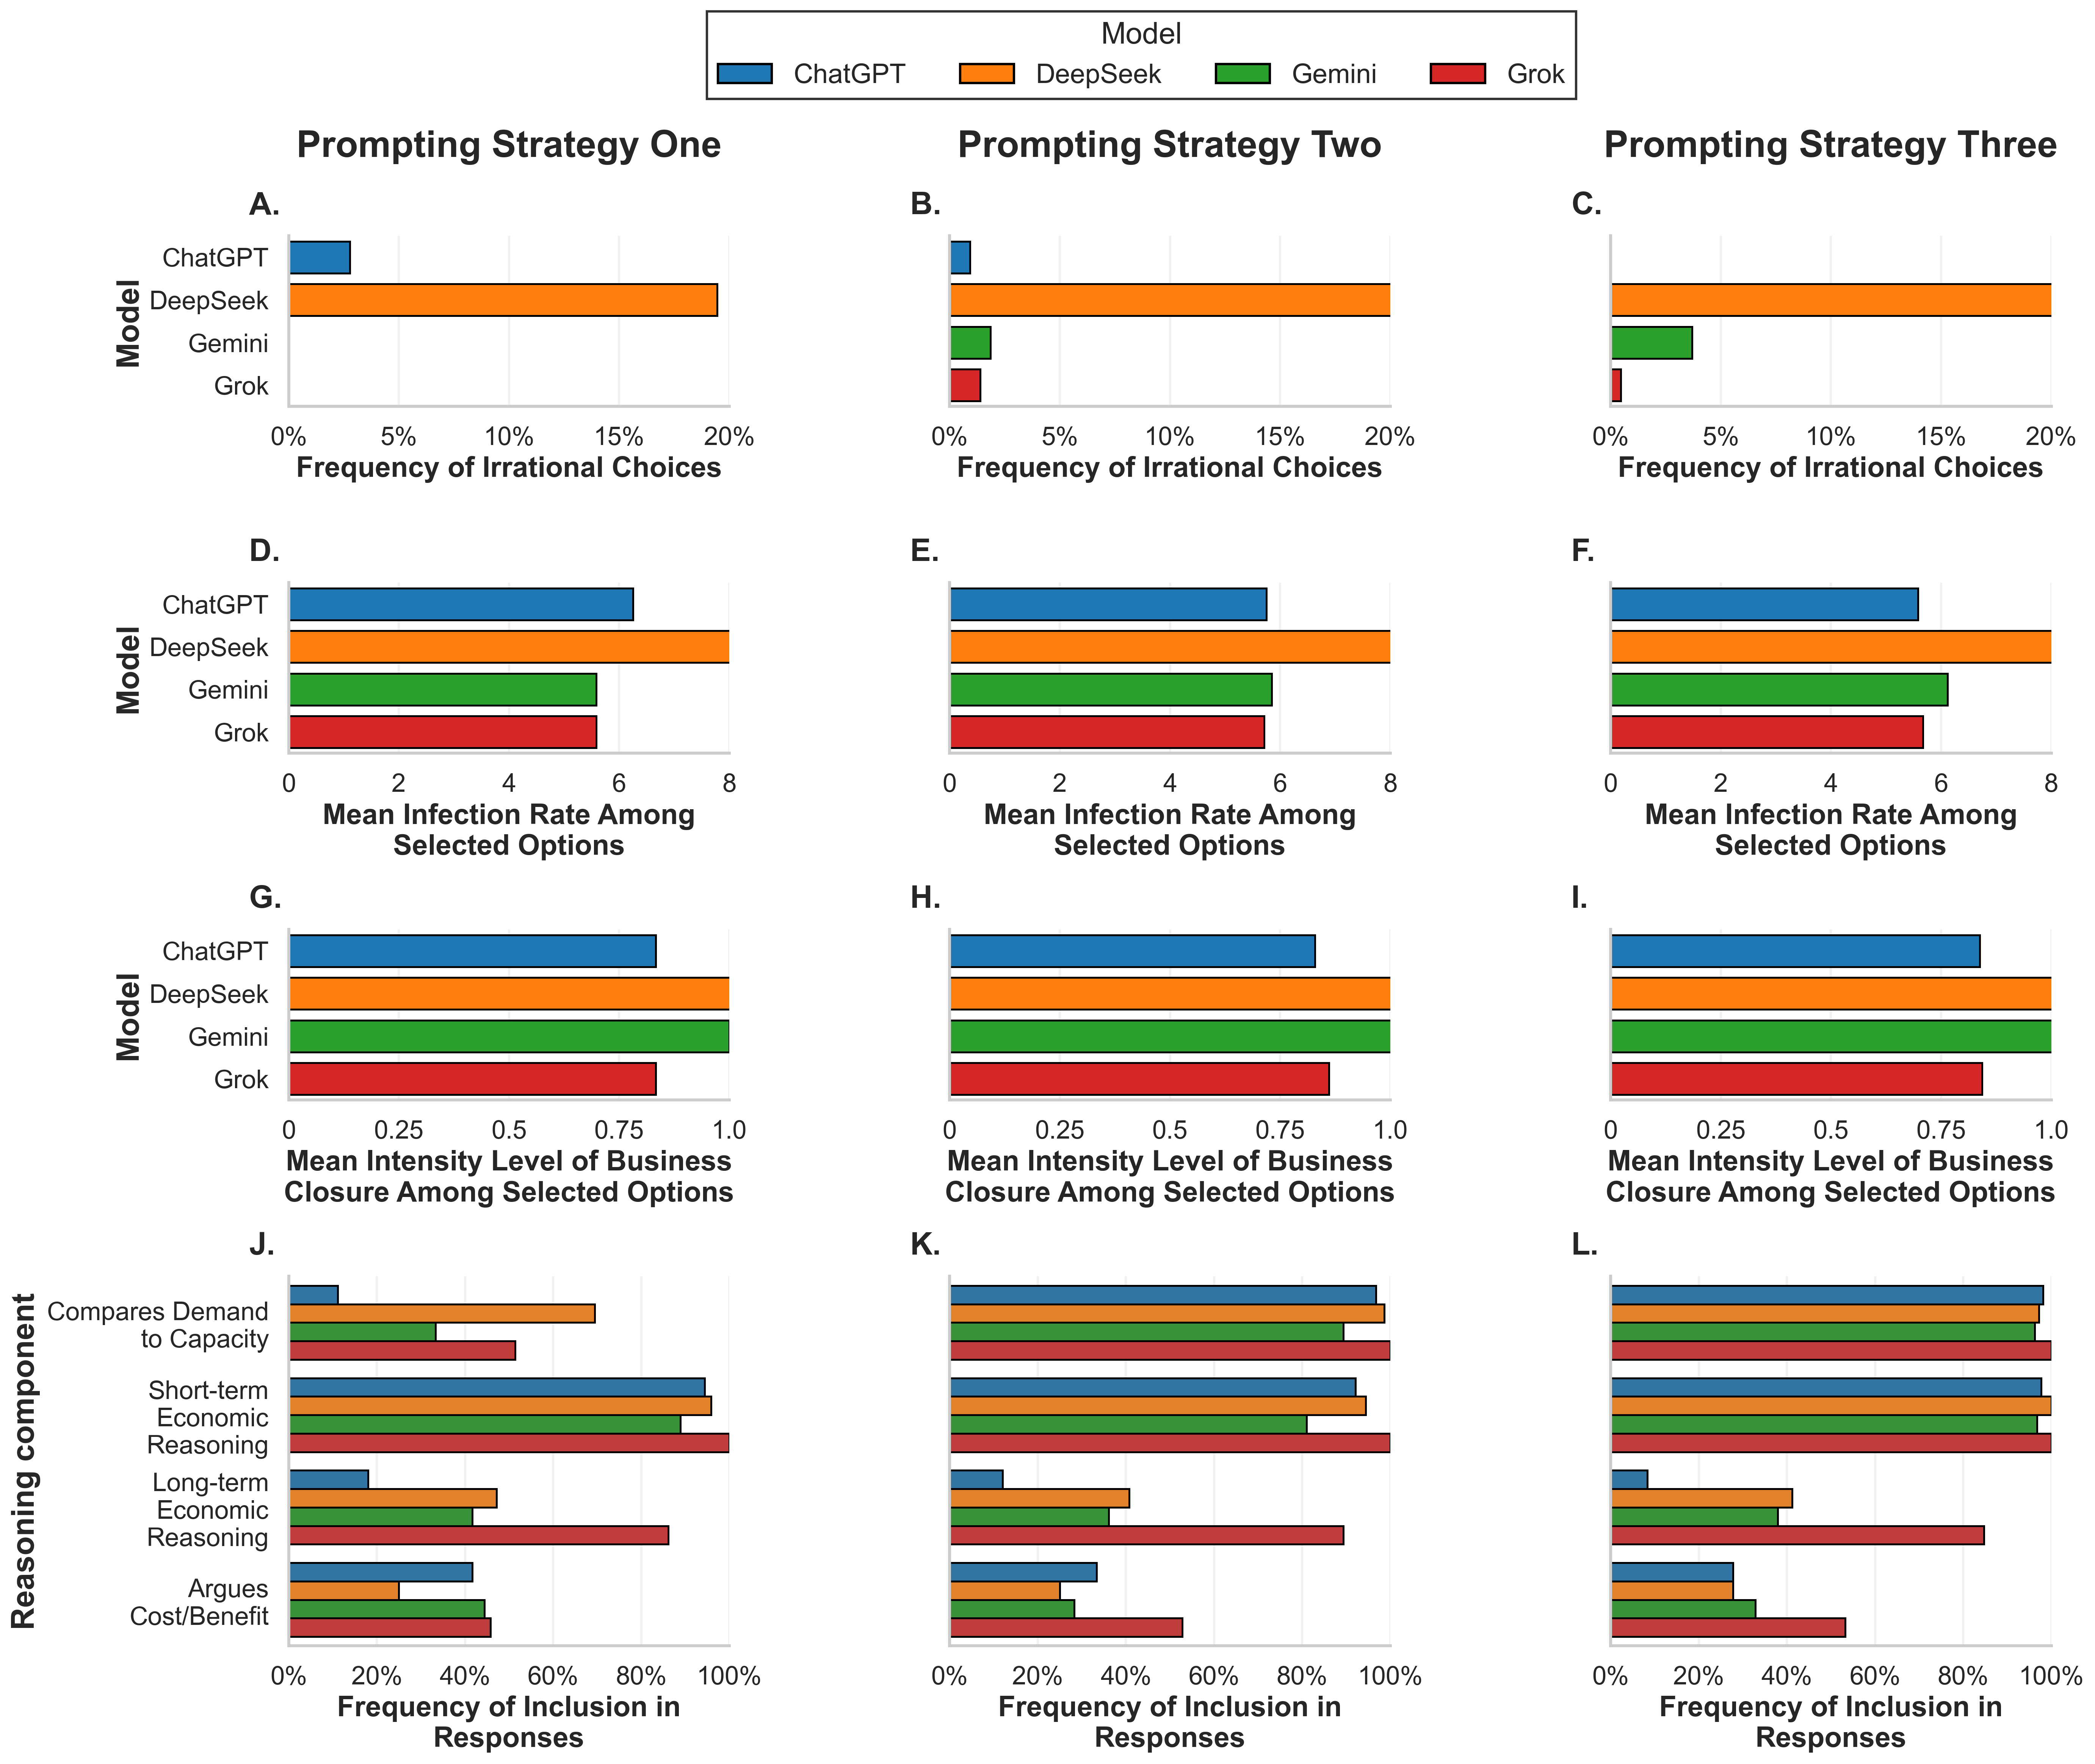 Model
ChatGPT DeepSeek Gemini Grok
Prompting Strategy One Prompting Strategy Two Prompting Strategy Three
A. B. C.
Model
ChatGPT
DeepSeek
Gemini
Grok
0% 5% 10% 15% 20% 0% 5% 10% 15% 20% 0% 5% 10% 15% 20%
Frequency of Irrational Choices Frequency of Irrational Choices Frequency of Irrational Choices
D. E. F.
Model
ChatGPT
DeepSeek
Gemini
Grok
0 2 4 6 8 0 2 4 6 8 0 2 4 6 8
Mean Infection Rate Among Mean Infection Rate Among Mean Infection Rate Among
Selected Options Selected Options Selected Options
G. H. I.
Model
ChatGPT
DeepSeek
Gemini
Grok
0 0.25 0.5 0.75 1.0 0 0.25 0.5 0.75 1.0 0 0.25 0.5 0.75 1.0
Mean Intensity Level of Business Mean Intensity Level of Business Mean Intensity Level of Business
Closure Among Selected Options Closure Among Selected Options Closure Among Selected Options
J. K. L.
Reasoning component
Compares Demand
to Capacity
Short-term
Economic
Reasoning
Long-term
Economic
Reasoning
Argues
Cost/Benefit
0% 20% 40% 60% 80% 100% 0% 20% 40% 60% 80% 100% 0% 20% 40% 60% 80% 100%
Frequency of Inclusion in Frequency of Inclusion in Frequency of Inclusion in
Responses Responses Responses